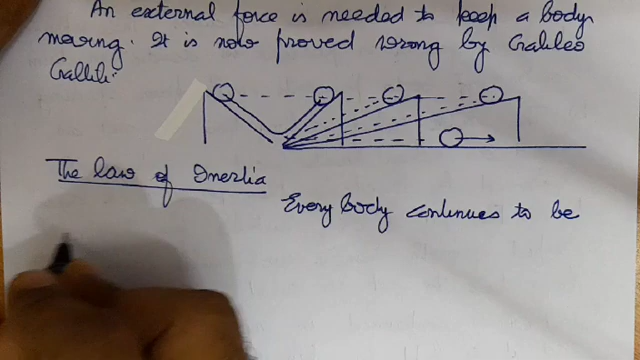 An external force is needed to keep a body
moving. It is now proved wrong by Galileo
Gallili.
The law of Inertia
Every body continues to be